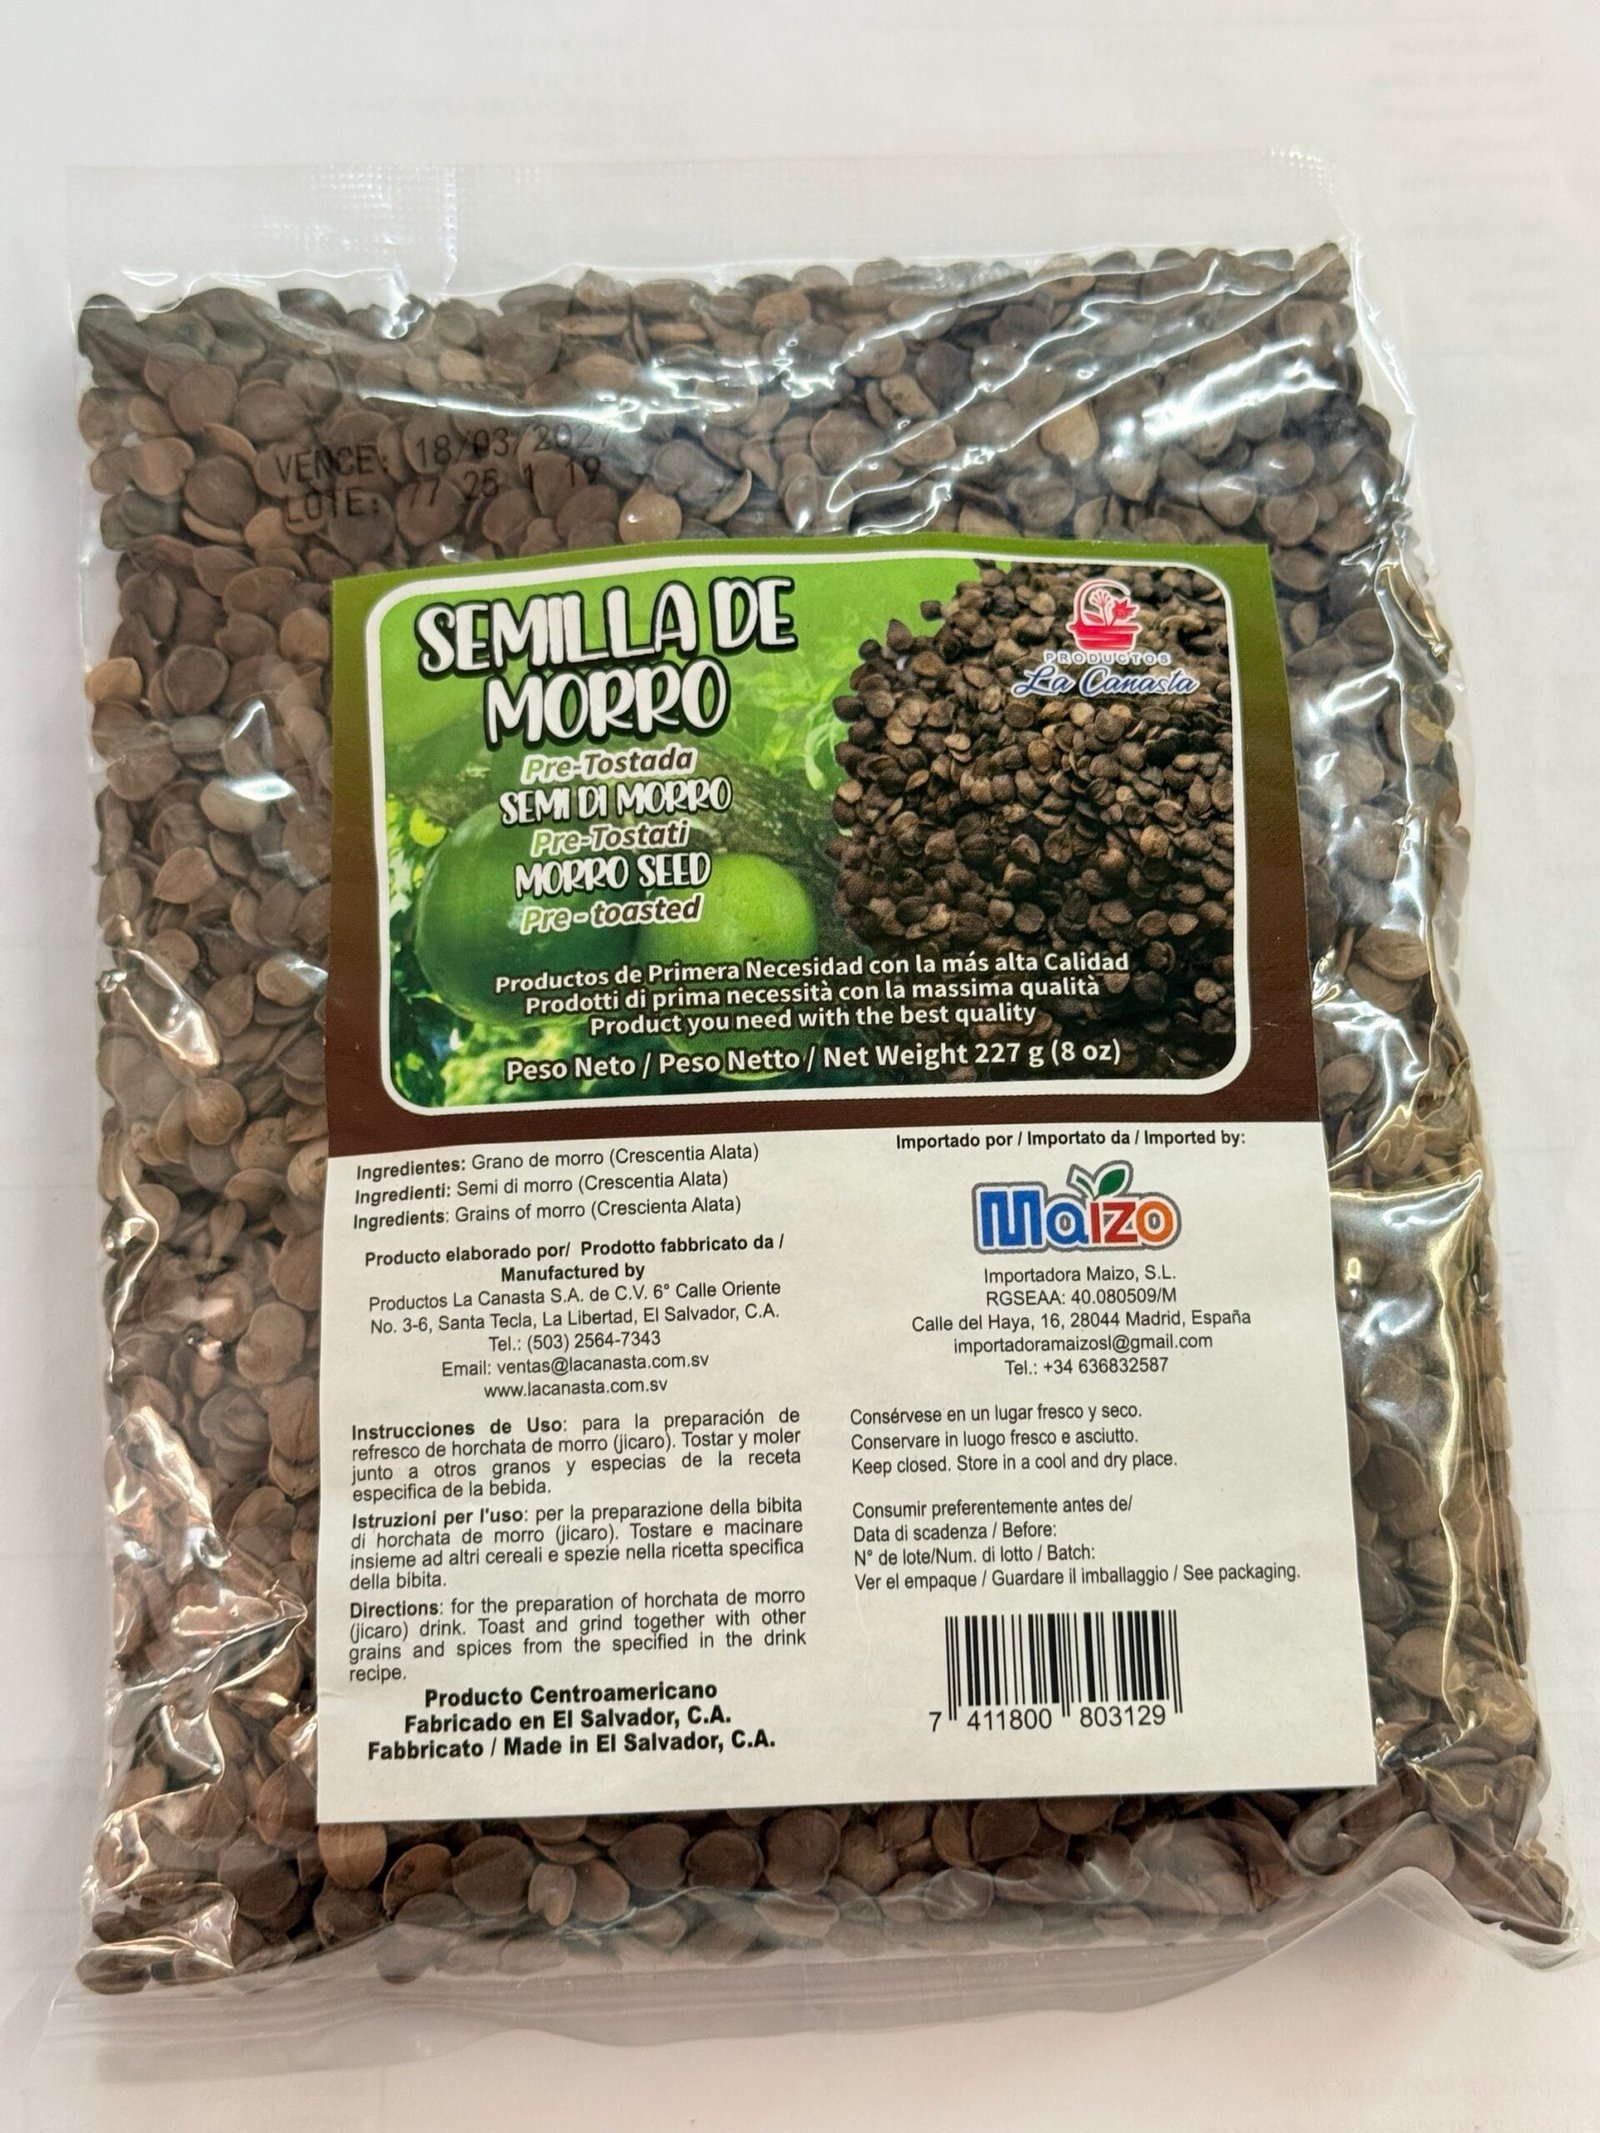 VENCE: 18/03/2027
LOTE: 77 25 1 19
SEMILLA DE
MORRO
Pre-Tostada
SEMI DI MORRO
Pre-Tostati
MORRO SEED
Pre-toasted
PRODUCTOS
La Canasta
Productos de Primera Necesidad con la más alta Calidad
Prodotti di prima necessità con la massima qualità
Product you need with the best quality
Peso Neto / Peso Netto / Net Weight 227 g (8 oz)
Ingredientes: Grano de morro (Crescentia Alata)
Ingredienti: Semi di morro (Crescentia Alata)
Ingredients: Grains of morro (Crescienta Alata)
Producto elaborado por/ Prodotto fabbricato da /
Manufactured by
Productos La Canasta S.A. de C.V. 6° Calle Oriente
No. 3-6, Santa Tecla, La Libertad, El Salvador, C.A.
Tel.: (503) 2564-7343
Email: ventas@lacanasta.com.sv
www.lacanasta.com.sv
Instrucciones de Uso: para la preparación de
refresco de horchata de morro (jicaro). Tostar y moler
junto a otros granos y especias de la receta
especifica de la bebida.
Istruzioni per l'uso: per la preparazione della bibita
di horchata de morro (jicaro). Tostare e macinare
insieme ad altri cereali e spezie nella ricetta specifica
della bibita.
Directions: for the preparation of horchata de morro
(jicaro) drink. Toast and grind together with other
grains and spices from the specified in the drink
recipe.
Producto Centroamericano
Fabricado en El Salvador, C.A.
Fabbricato / Made in El Salvador, C.A.
Importado por / Importato da / Imported by:
Maizo
Importadora Maizo, S.L.
RGSEAA: 40.080509/M
Calle del Haya, 16, 28044 Madrid, España
importadoramaizosl@gmail.com
Tel.: +34 636832587
Consérvese en un lugar fresco y seco.
Conservare in luogo fresco e asciutto.
Keep closed. Store in a cool and dry place.
Consumir preferentemente antes de/
Data di scadenza / Before:
N° de lote/Num. di lotto / Batch:
Ver el empaque / Guardare il imballaggio / See packaging.
7 411800 803129